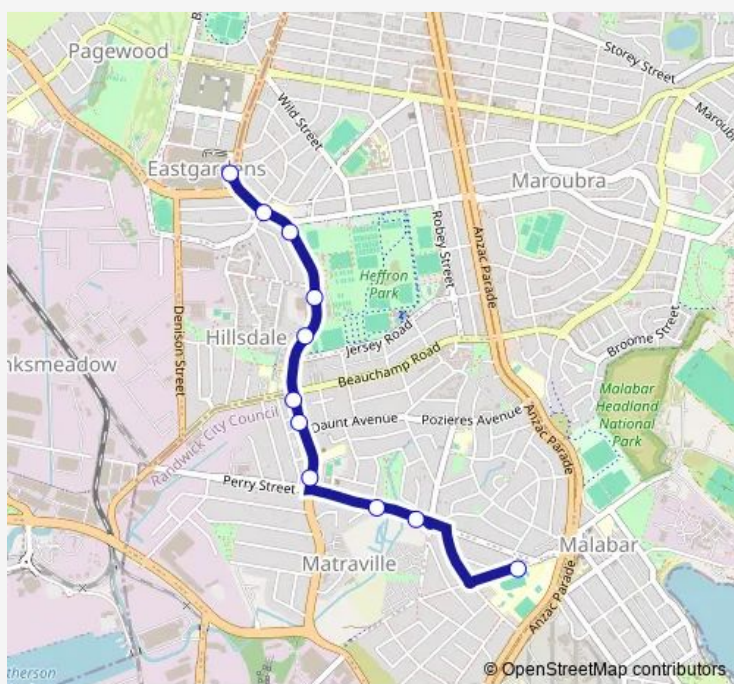 Pagewood
Storey Street
Wild Street
Maroubra
Eastgardens
Maroubra
Robey Street
Anzac Parade
Heffron
Park
Denison Street
Hillsdale
Jersey Road
Broome Street
nksmeadow
Beauchamp Road
Malabar
Headland
National
Park
Randwick City Council
Daunt Avenue
Pozieres Avenue
Anzac Parade
Perry Street
Malabar
Matraville
Anzac Parade
therson
© OpenStreetMap contributors